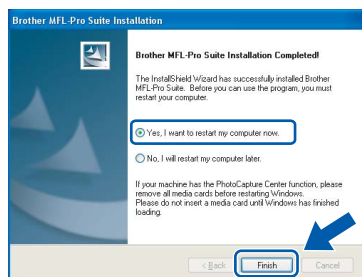 Brother MFL-Pro Suite Installation
Brother MFL-Pro Suite Installation Completed!
The InstallShield Wizard has successfully installed Brother
MFL-Pro Suite. Before you can use the program, you must
restart your computer.
Yes, I want to restart my computer now.
No, I will restart my computer later.
If your machine has the PhotoCapture Center function, please
remove all media cards before restarting Windows.
Please do not insert a media card until Windows has finished
loading.
< Back Finish Cancel